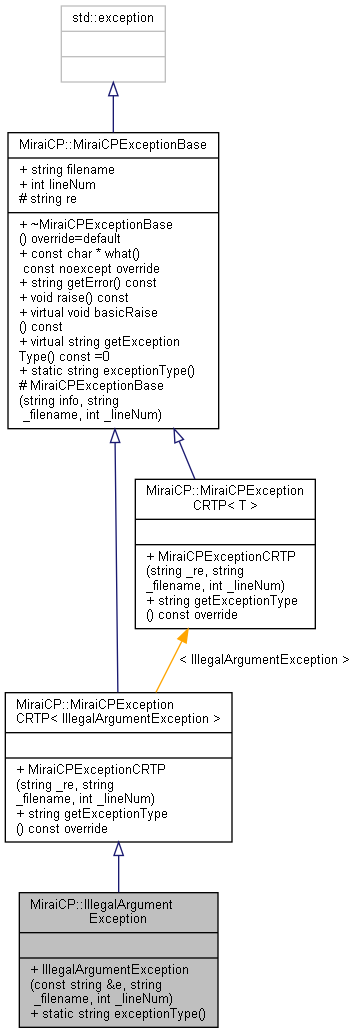 std::exception
MiraiCP::MiraiCPExceptionBase
+ string filename
+ int lineNum
# string re
+ ~MiraiCPExceptionBase
() override=default
+ const char * what()
const noexcept override
+ string getError() const
+ void raise() const
+ virtual void basicRaise
() const
+ virtual string getException
Type() const =0
+ static string exceptionType()
# MiraiCPExceptionBase
(string info, string
_filename, int _lineNum)
MiraiCP::MiraiCPException
CRTP< T >
+ MiraiCPExceptionCRTP
(string _re, string
_filename, int _lineNum)
+ string getExceptionType
() const override
< IllegalArgumentException >
MiraiCP::MiraiCPException
CRTP< IllegalArgumentException >
+ MiraiCPExceptionCRTP
(string _re, string
_filename, int _lineNum)
+ string getExceptionType
() const override
MiraiCP::IllegalArgument
Exception
+ IllegalArgumentException
(const string &e, string
_filename, int _lineNum)
+ static string exceptionType()